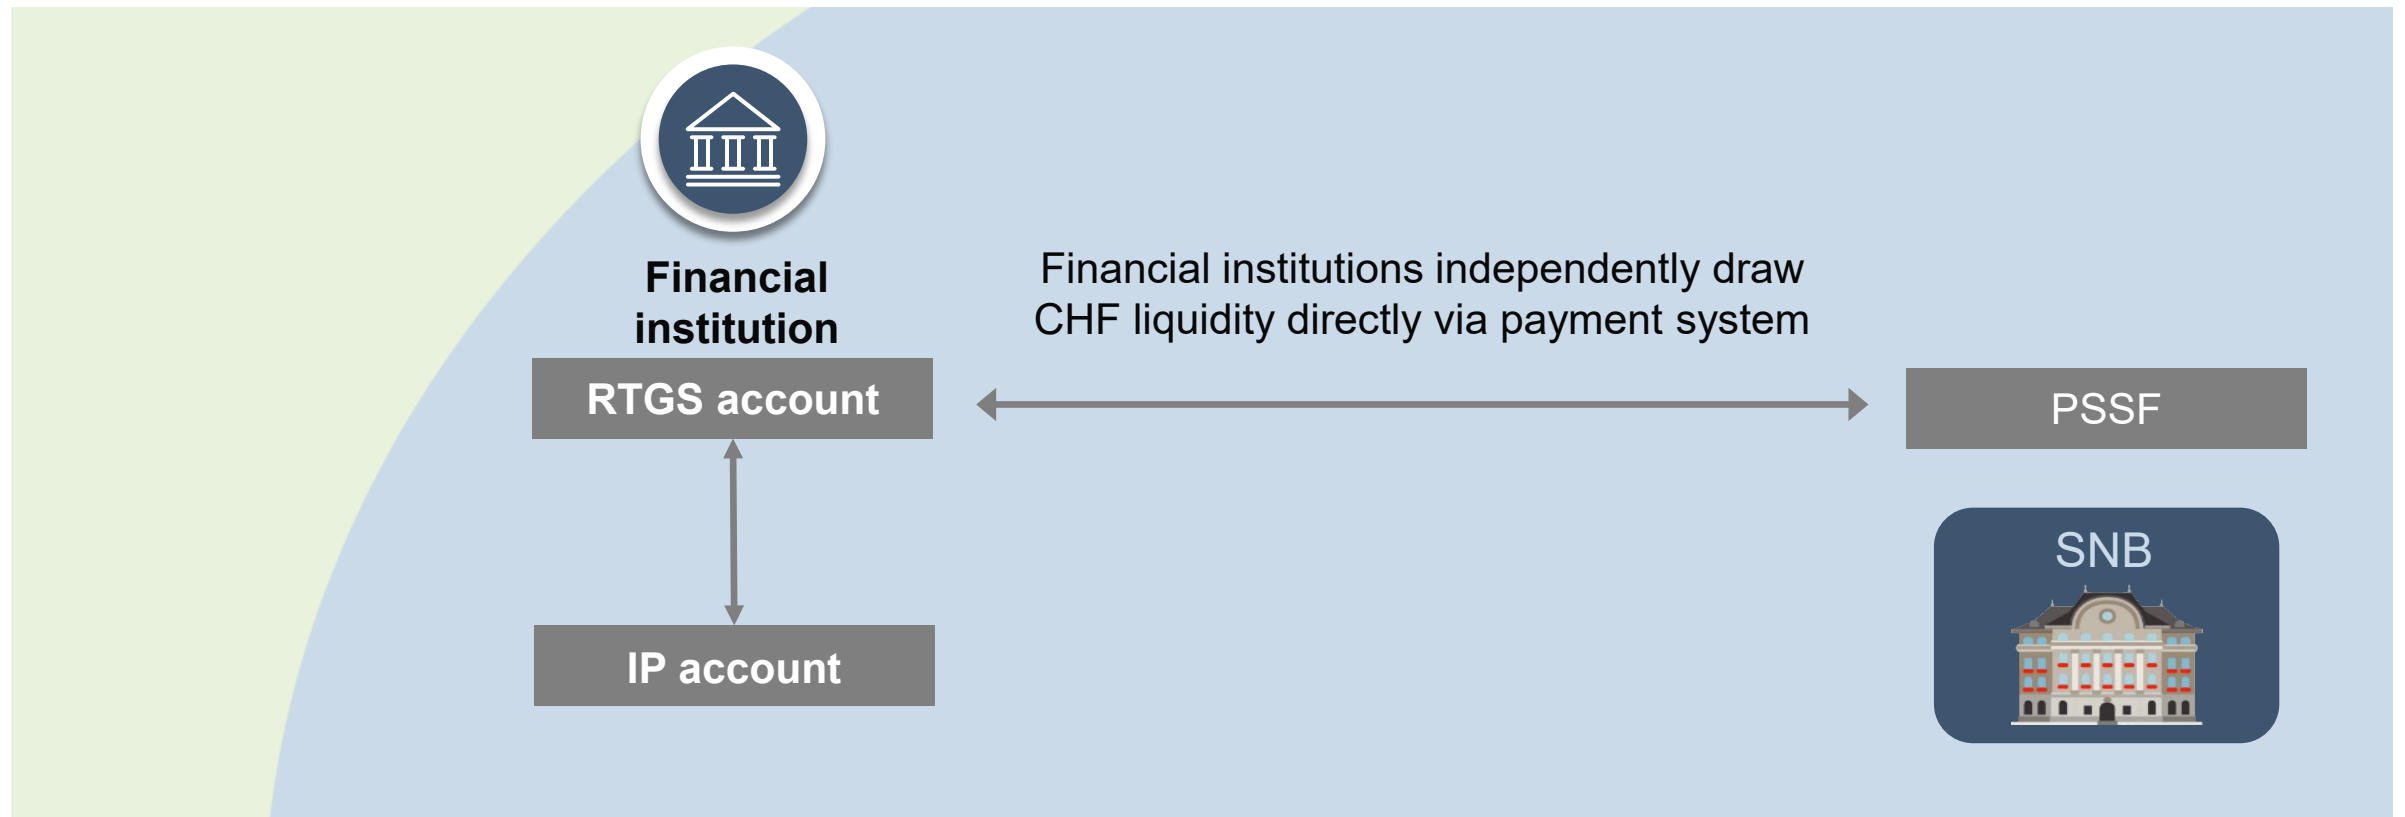 Financial
institution
Financial institutions independently draw
CHF liquidity directly via payment system
RTGS account
PSSF
SNB
IP account